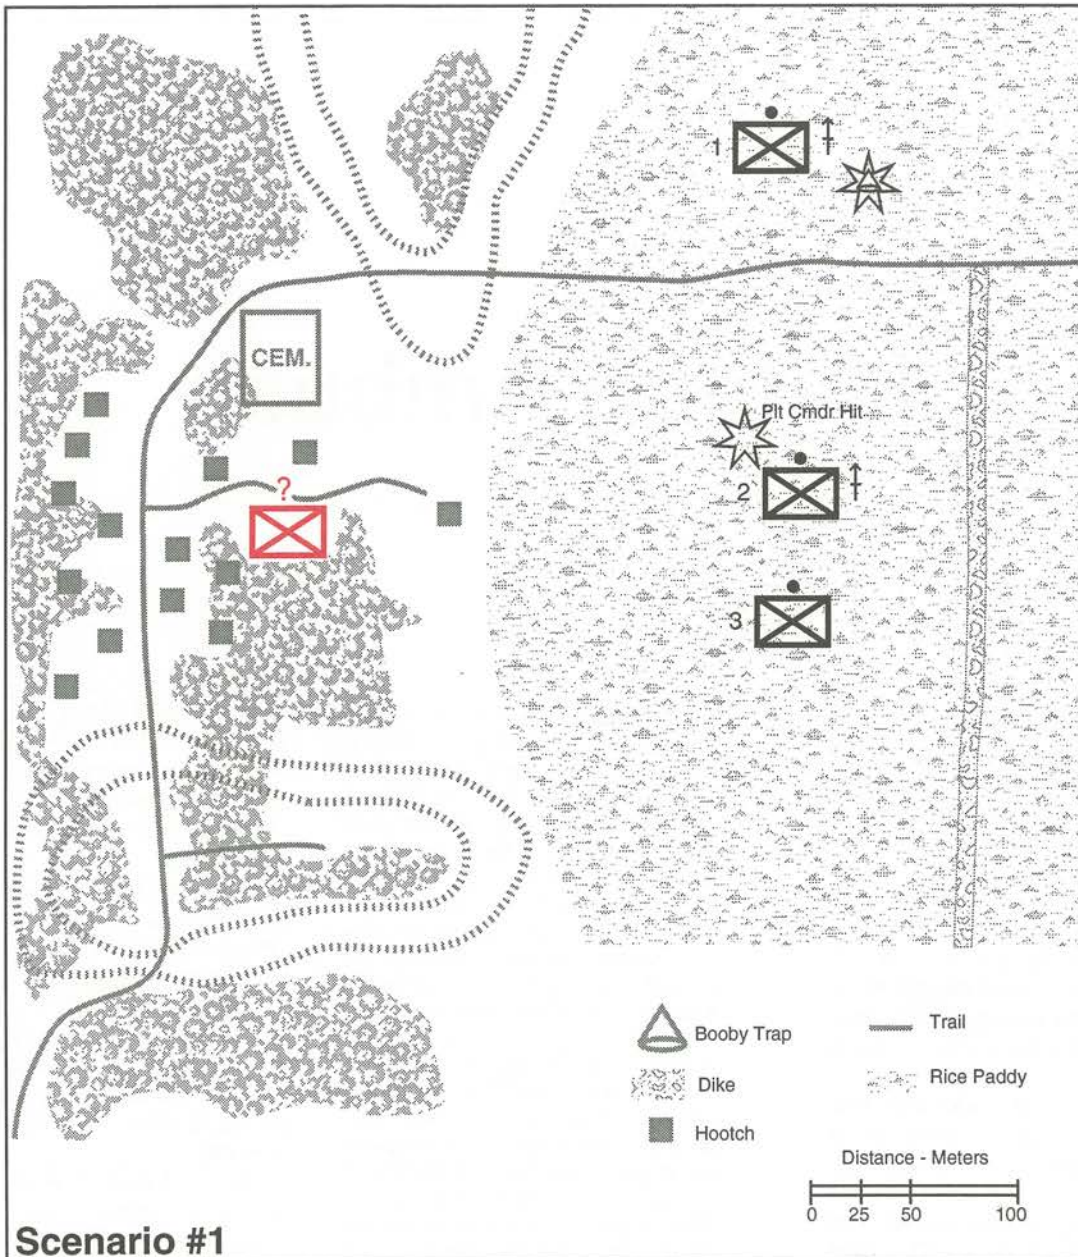 1
CEM.
Plt Cmdr Hit
2
?
3
Booby Trap
Trail
Dike
Rice Paddy
Hootch
Distance - Meters
0 25 50 100
Scenario #1